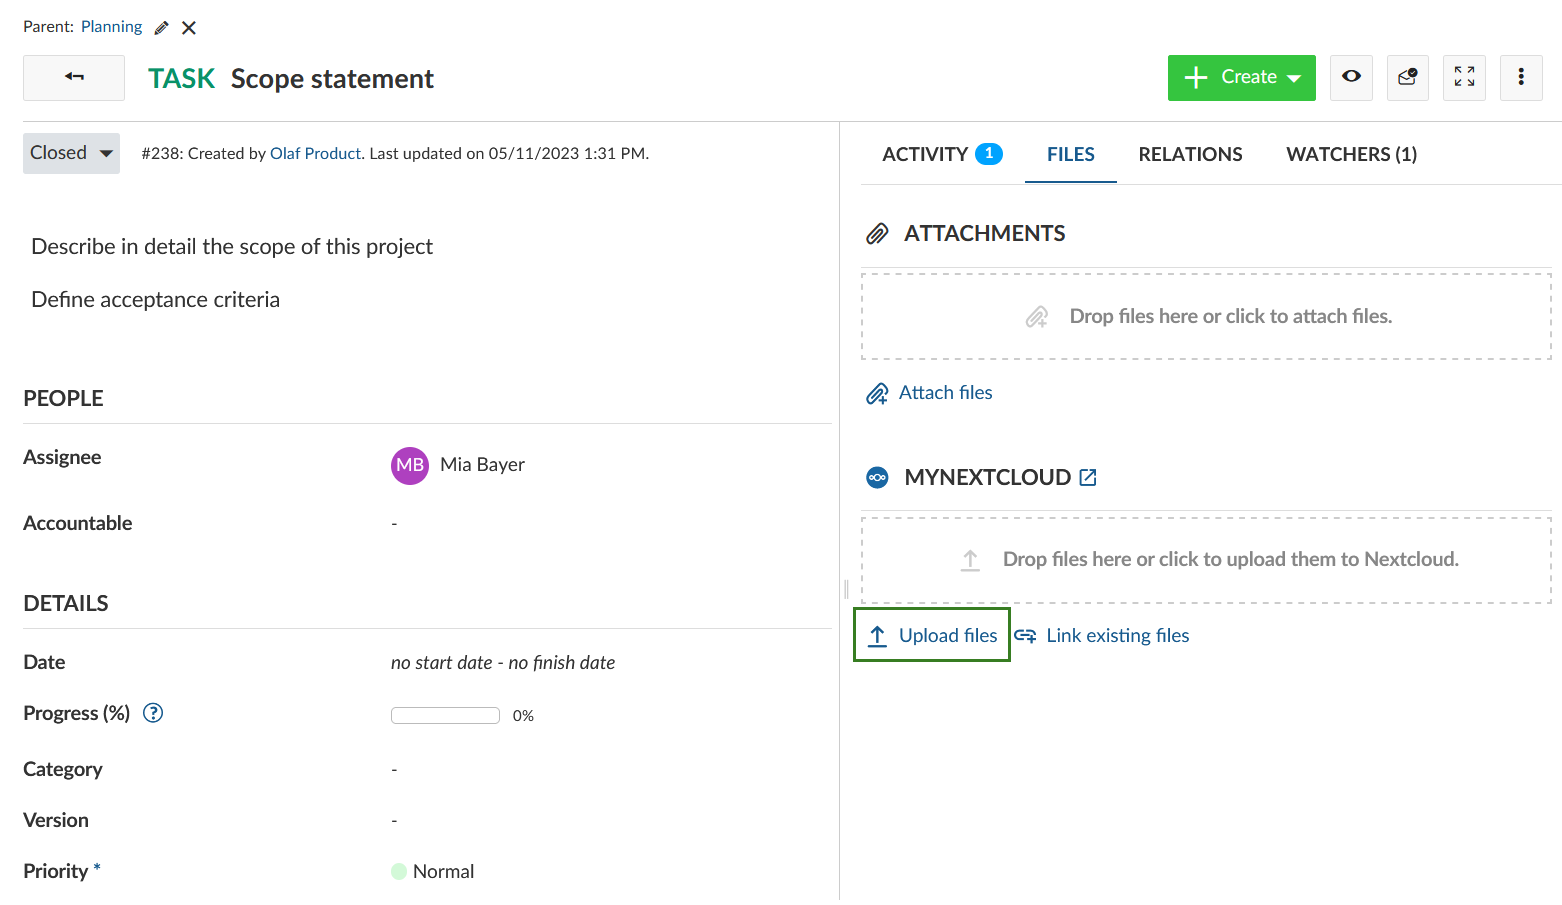 Parent: Planning
TASK Scope statement
Create
Closed
#238: Created by Olaf Product. Last updated on 05/11/2023 1:31 PM.
Describe in detail the scope of this project
Define acceptance criteria
PEOPLE
Assignee
MB Mia Bayer
Accountable
-
DETAILS
Date
no start date - no finish date
Progress (%) ?
0%
Category
-
Version
-
Priority *
Normal
ACTIVITY 1 FILES RELATIONS WATCHERS (1)
ATTACHMENTS
Drop files here or click to attach files.
Attach files
MYNEXTCLOUD
Drop files here or click to upload them to Nextcloud.
Upload files Link existing files